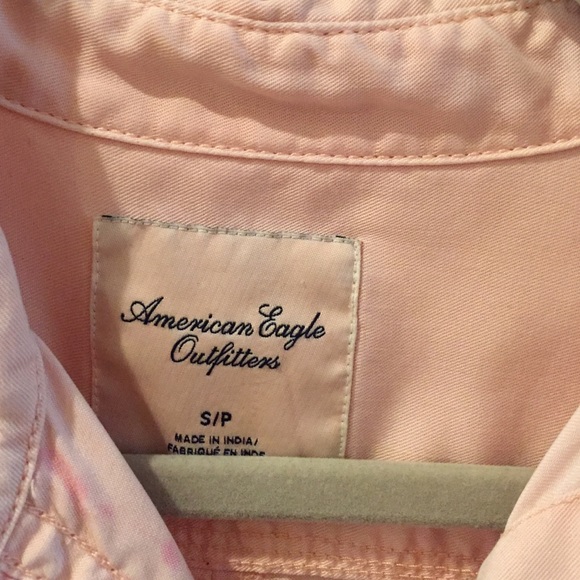 American Eagle
Outfitters
S/P
MADE IN INDIA/
FABRIQUÉ EN INDE